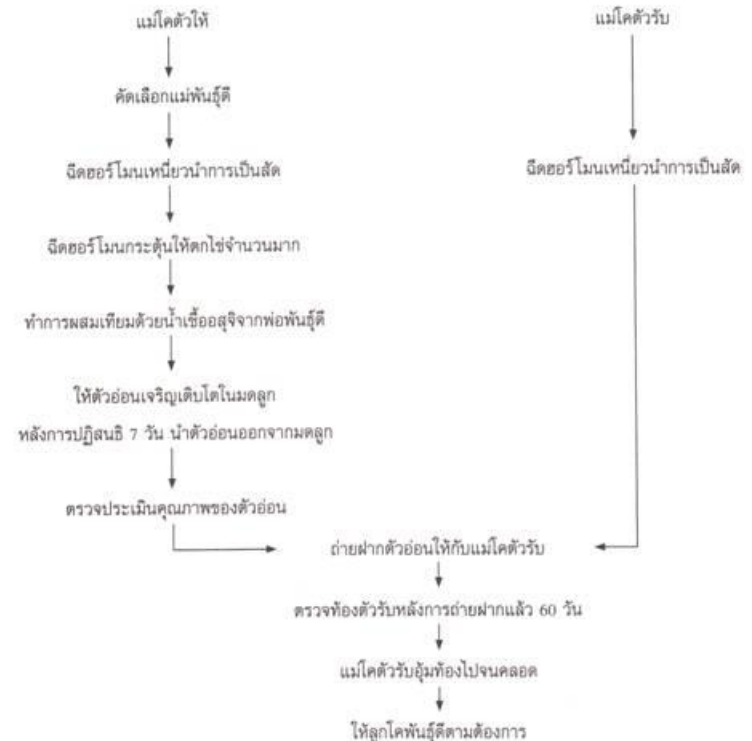 แม่โคตัวให้
แม่โคตัวรับ
คัดเลือกแม่พันธุ์ดี
ฉีดฮอร์โมนเหนี่ยวนำการเป็นสัด
ฉีดฮอร์โมนเหนี่ยวนำการเป็นสัด
ฉีดฮอร์โมนกระตุ้นให้ตกไข่จำนวนมาก
ทำการผสมเทียมด้วยน้ำเชื้ออสุจิจากพ่อพันธุ์ดี
ให้ตัวอ่อนเจริญเติบโตในมดลูก
หลังการปฏิสนธิ 7 วัน นำตัวอ่อนออกจากมดลูก
ตรวจประเมินคุณภาพของตัวอ่อน
ถ่ายฝากตัวอ่อนให้กับแม่โคตัวรับ
ตรวจท้องตัวรับหลังการถ่ายฝากแล้ว 60 วัน
แม่โคตัวรับอุ้มท้องไปจนคลอด
ให้ลูกโคพันธุ์ดีตามต้องการ